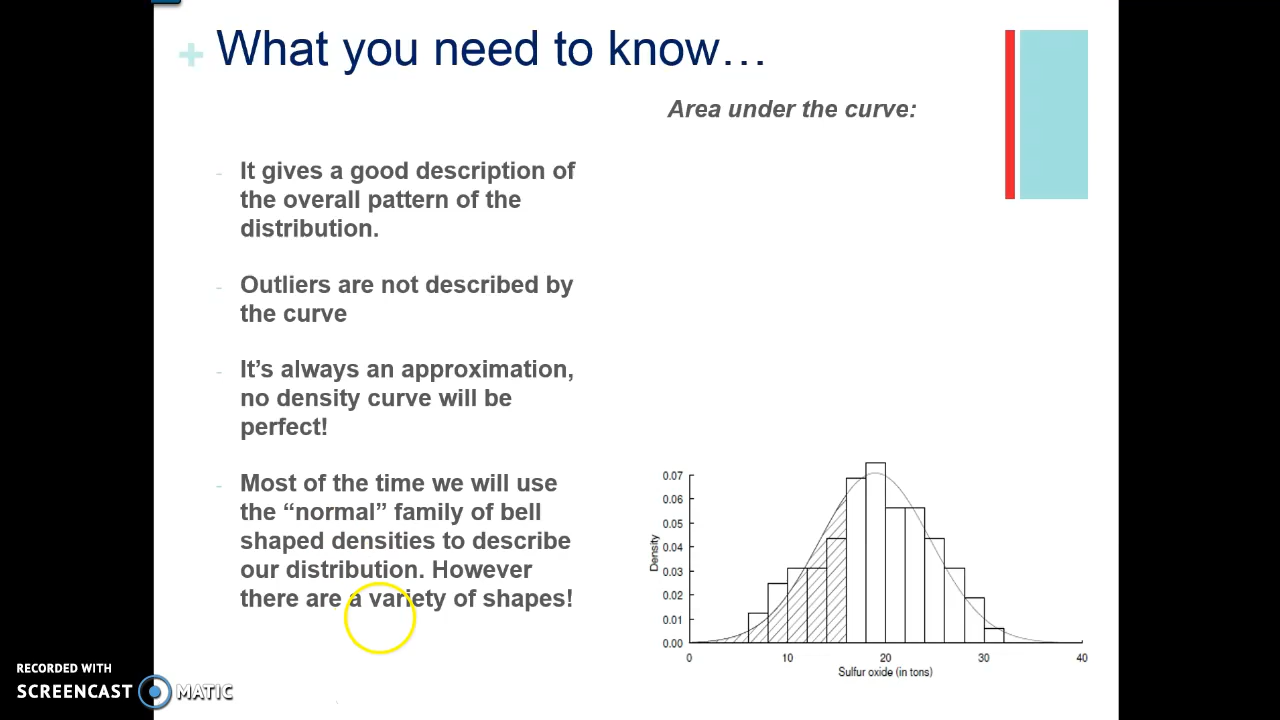 + What you need to know…
Area under the curve:
- It gives a good description of
the overall pattern of the
distribution.
- Outliers are not described by
the curve
- It's always an approximation,
no density curve will be
perfect!
- Most of the time we will use
the “normal” family of bell
shaped densities to describe
our distribution. However
there are a variety of shapes!
0.07
0.06
0.05
0.04
0.03
0.02
0.01
0.00
Density
0 10 20 30 40
Sulfur oxide (in tons)
RECORDED WITH
SCREENCAST MATIC